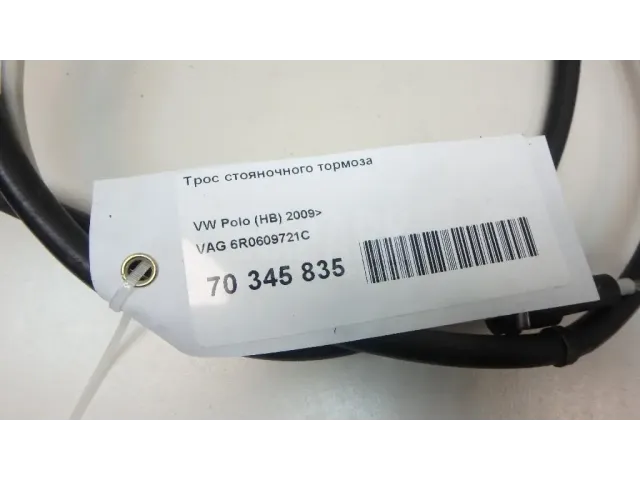 Трос стояночного тормоза
VW Polo (HB) 2009>
VAG 6R0609721C
70 345 835